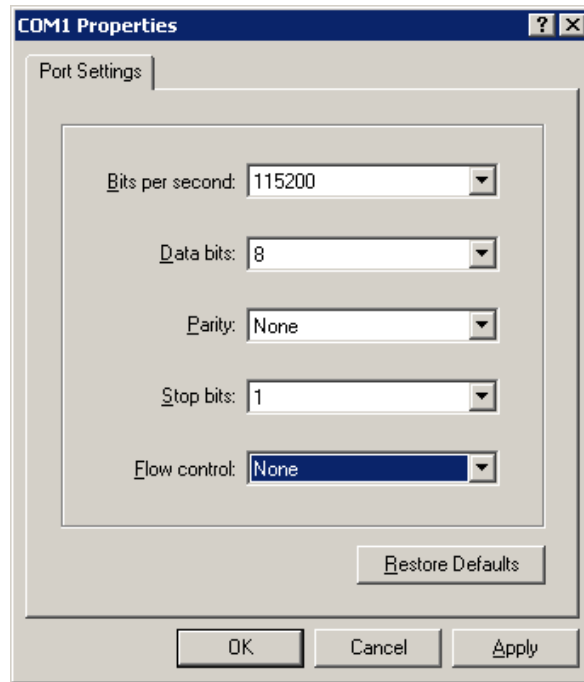 COM1 Properties
Port Settings
Bits per second: 115200
Data bits: 8
Parity: None
Stop bits: 1
Flow control: None
Restore Defaults
OK Cancel Apply